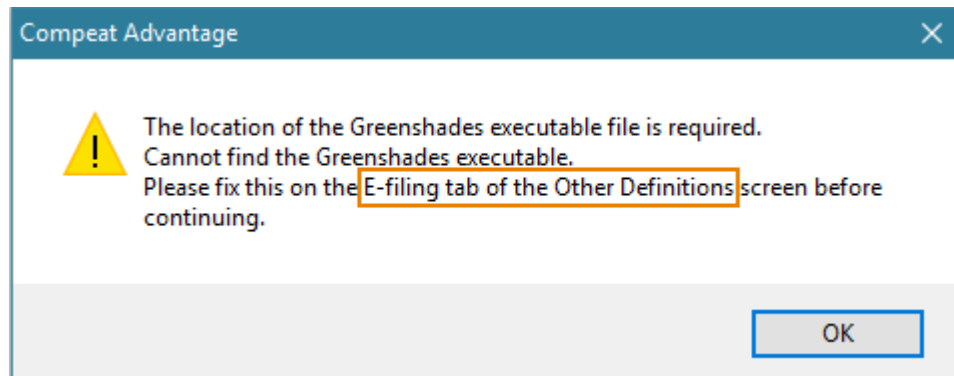 Compeat Advantage
The location of the Greenshades executable file is required.
Cannot find the Greenshades executable.
Please fix this on the E-filing tab of the Other Definitions screen before
continuing.
OK